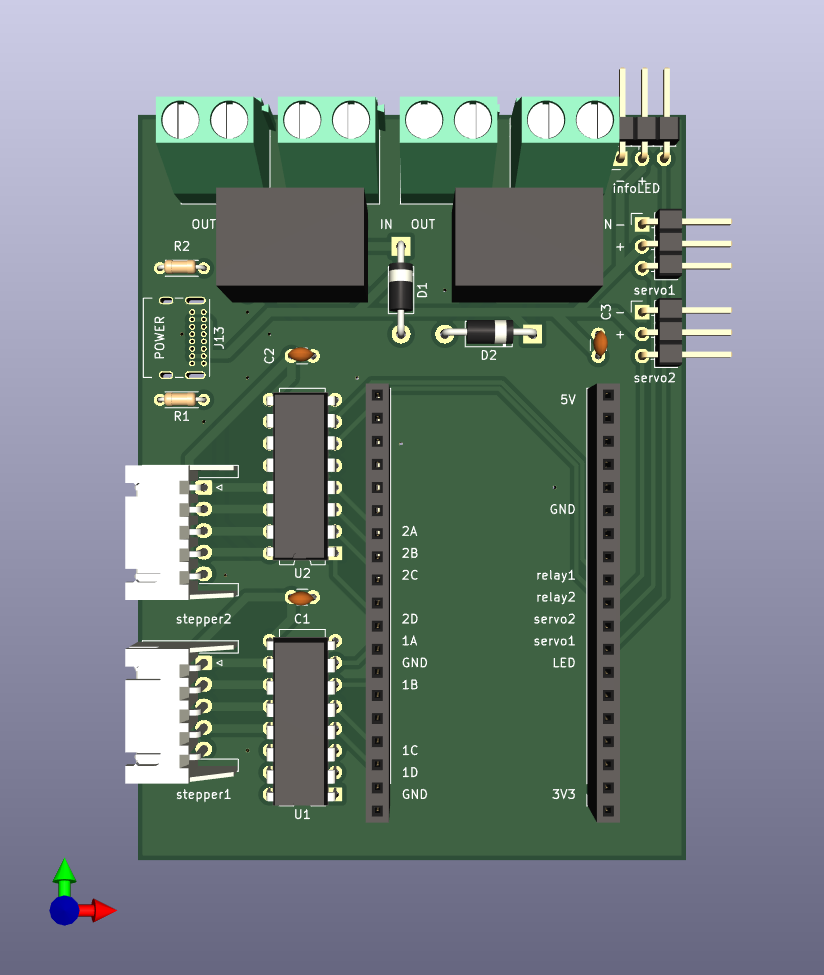 − +
infoLED
OUT
IN
OUT
N −
+
R2
servo1
D1
C3
−
+
POWER
J13
C2
D2
servo2
R1
5V
GND
2A
2B
2C
relay1
U2
relay2
stepper2
C1
2D
servo2
1A
servo1
GND
LED
1B
1C
1D
stepper1
GND
3V3
U1